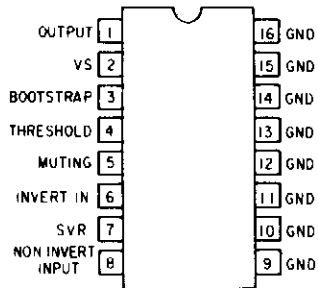 OUTPUT 1 16 GND
VS 2 15 GND
BOOTSTRAP 3 14 GND
THRESHOLD 4 13 GND
MUTING 5 12 GND
INVERT IN 6 11 GND
SVR 7 10 GND
NON INVERT
INPUT 8 9 GND